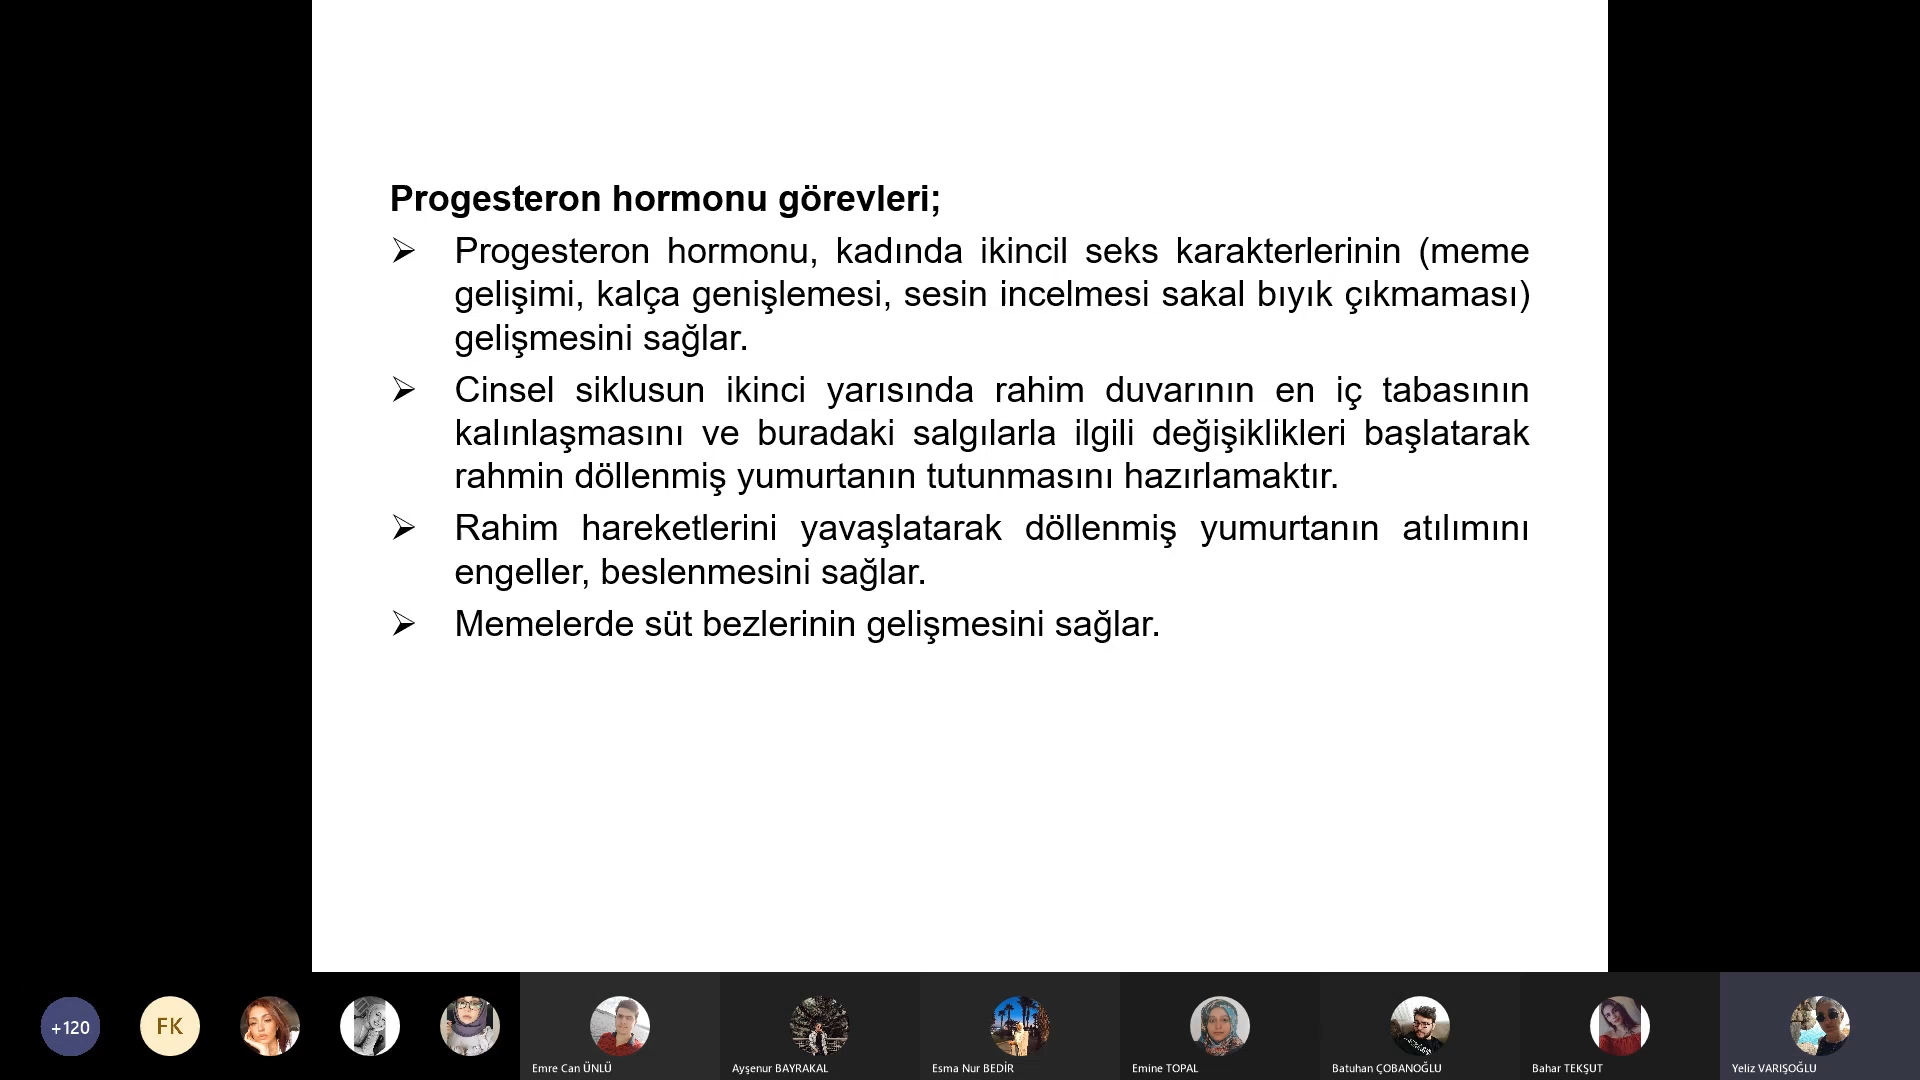 Progesteron hormonu görevleri;
➢ Progesteron hormonu, kadında ikincil seks karakterlerinin (meme
gelişimi, kalça genişlemesi, sesin incelmesi sakal bıyık çıkmaması)
gelişmesini sağlar.
➢ Cinsel siklusun ikinci yarısında rahim duvarının en iç tabasının
kalınlaşmasını ve buradaki salgılarla ilgili değişiklikleri başlatarak
rahmin döllenmiş yumurtanın tutunmasını hazırlamaktır.
➢ Rahim hareketlerini yavaşlatarak döllenmiş yumurtanın atılımını
engeller, beslenmesini sağlar.
➢ Memelerde süt bezlerinin gelişmesini sağlar.
+120
FK
Emre Can ÜNLÜ
Ayşenur BAYRAKAL
Esma Nur BEDİR
Emine TOPAL
Batuhan ÇOBANOĞLU
Bahar TEKŞUT
Yeliz VARIŞOĞLU